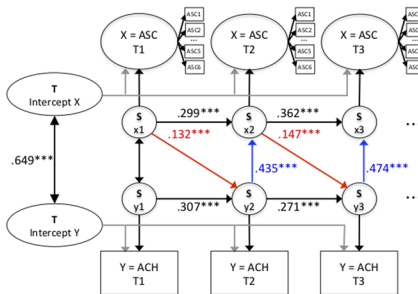 ASC1
ASC2
...
ASC5
ASC6
ASC1
ASC2
...
ASC5
ASC6
ASC1
ASC2
...
ASC5
ASC6
X = ASC
T1
X = ASC
T2
X = ASC
T3
T
Intercept X
S
x1
.299***
S
x2
.362***
S
x3
...
.132***
.147***
.649***
.435***
.474***
S
y1
.307***
S
y2
.271***
S
y3
...
T
Intercept Y
Y = ACH
T1
Y = ACH
T2
Y = ACH
T3